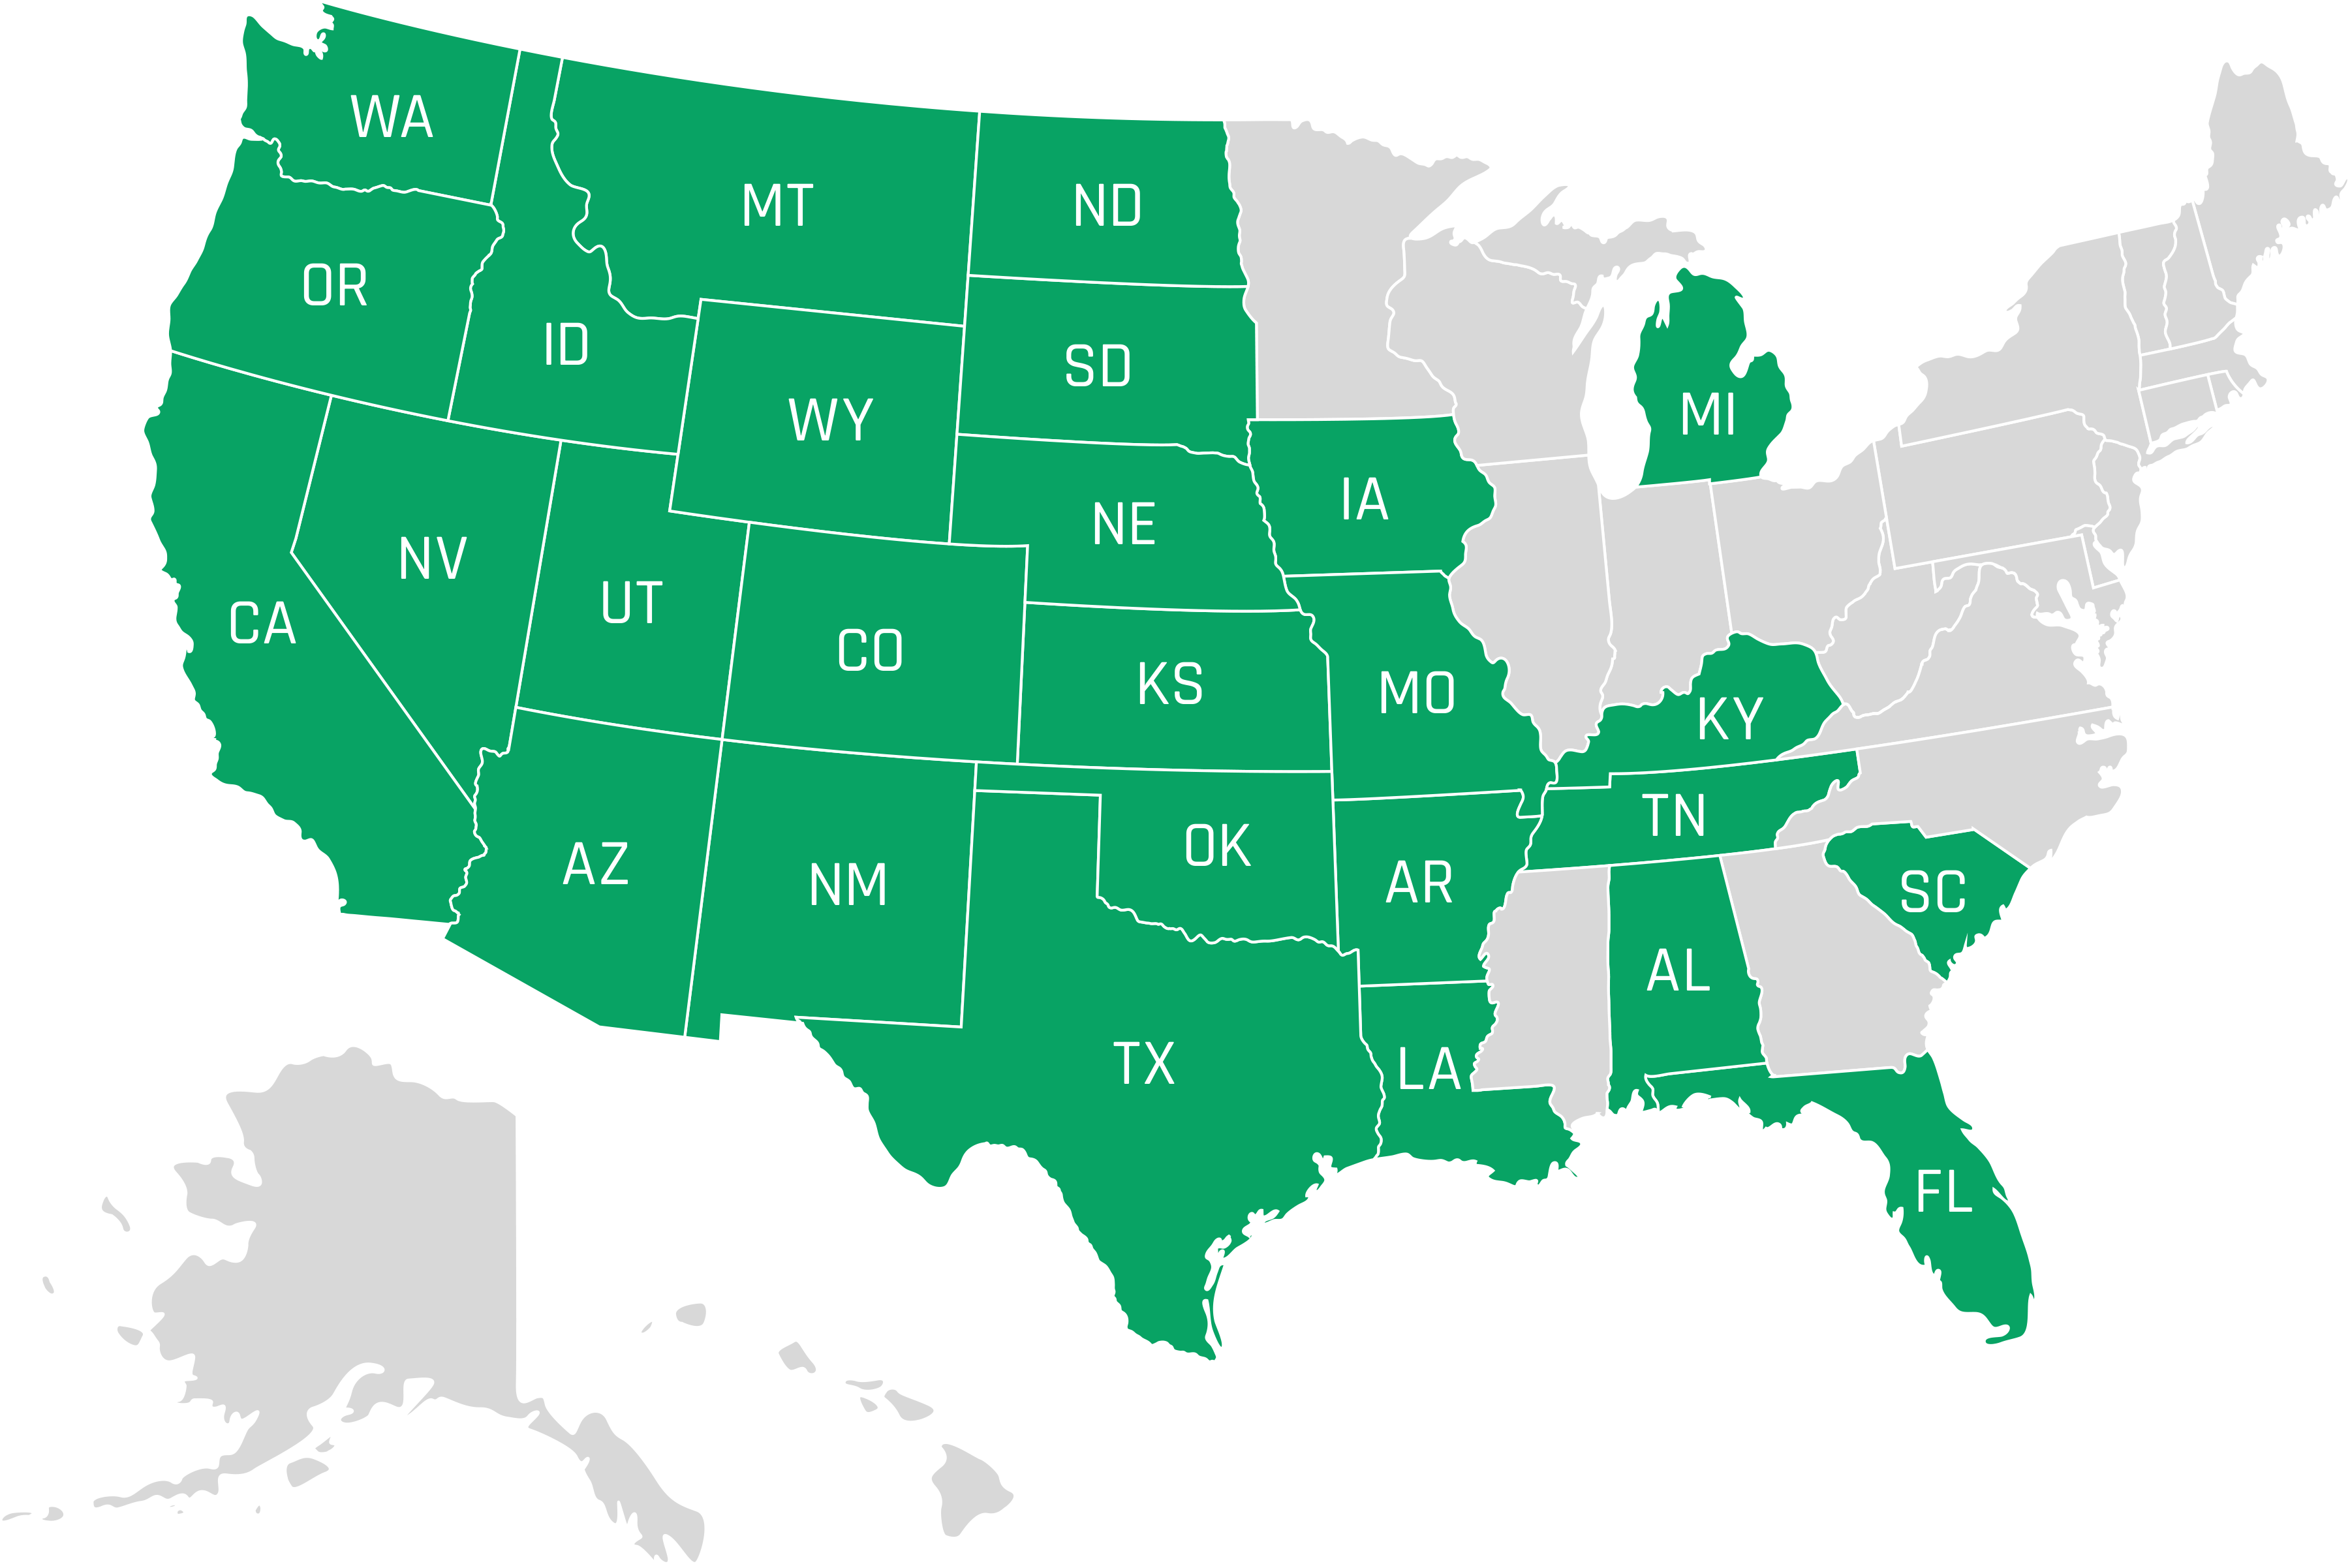 WA
MT
ND
OR
ID
SD
WY
MI
IA
NE
NV
UT
CA
CO
KS
MO
KY
TN
OK
AZ
NM
AR
SC
AL
TX
LA
FL